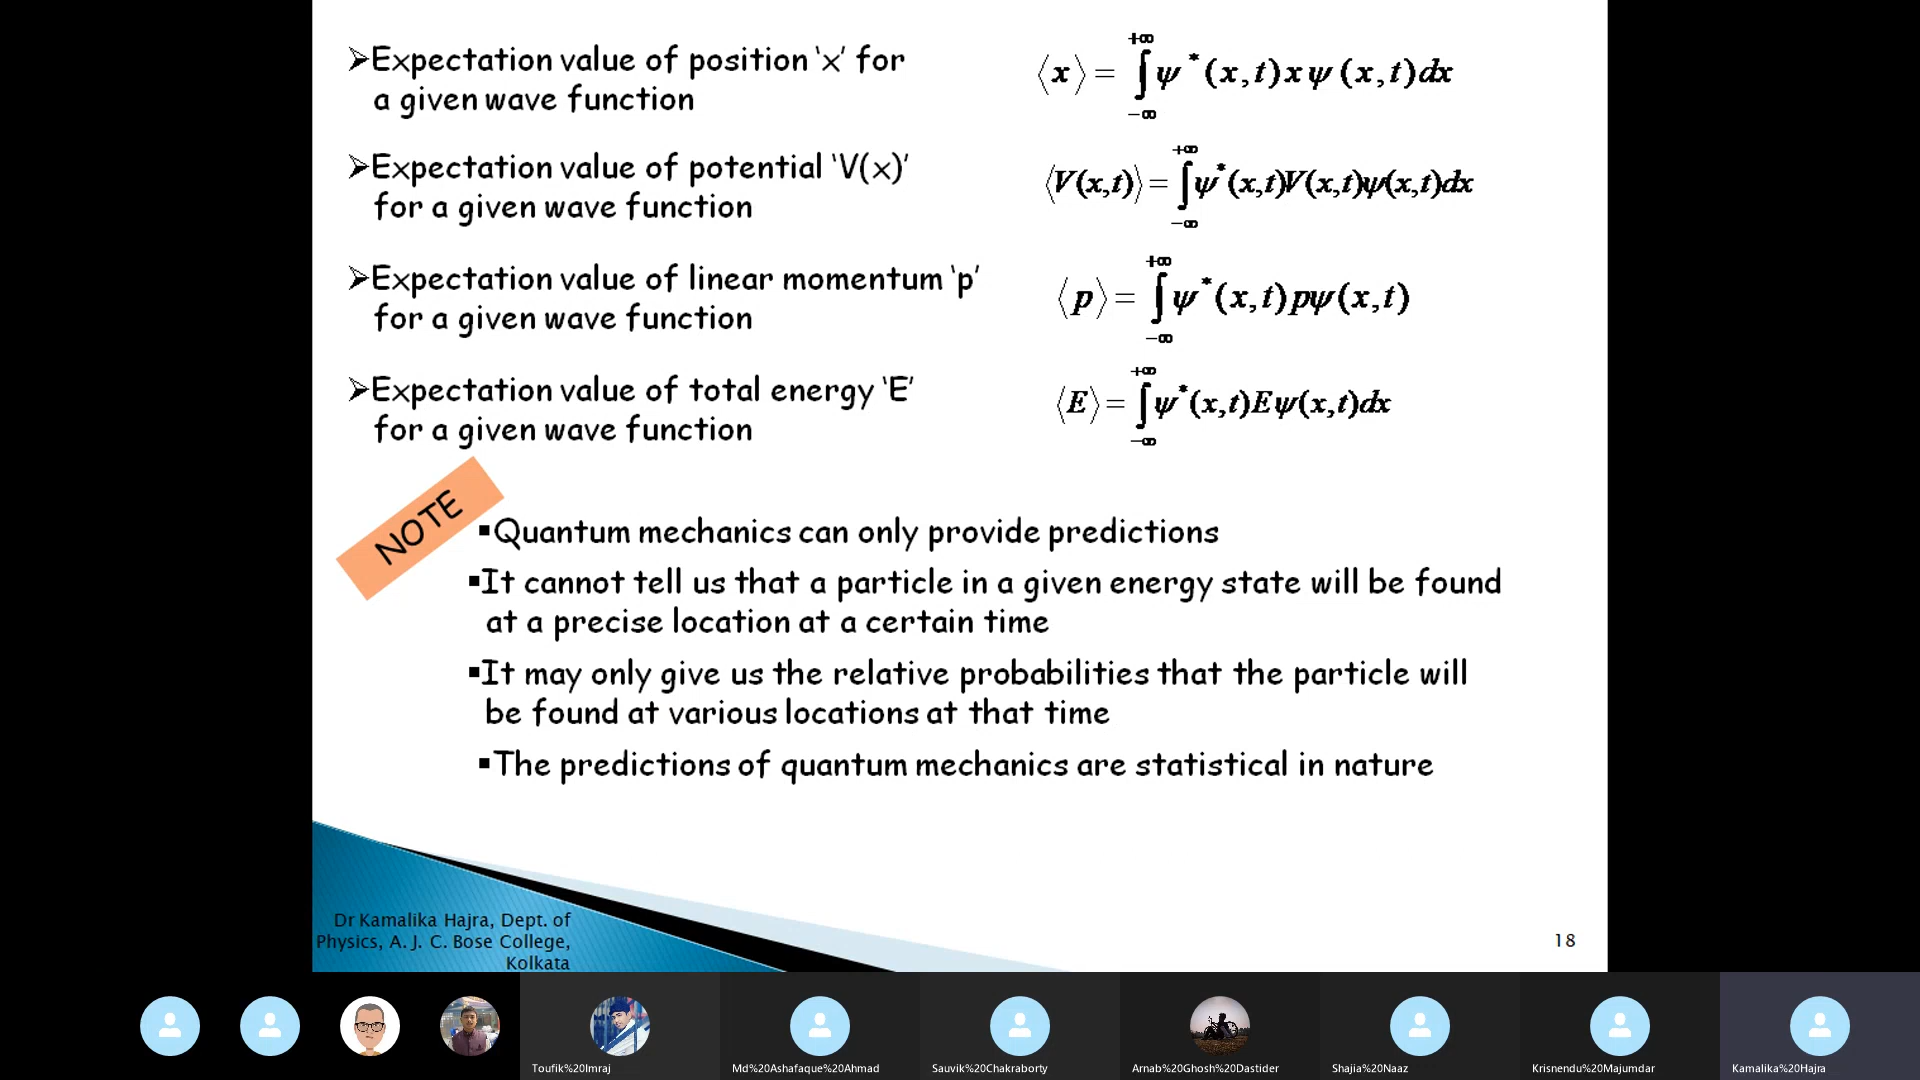 ➢Expectation value of position ‘x’ for
a given wave function
⟨x⟩ = ∫₋∞⁺∞ ψ*(x,t) x ψ(x,t)dx
➢Expectation value of potential ‘V(x)’
for a given wave function
⟨V(x,t)⟩ = ∫₋∞⁺∞ ψ*(x,t)V(x,t)ψ(x,t)dx
➢Expectation value of linear momentum ‘p’
for a given wave function
⟨p⟩ = ∫₋∞⁺∞ ψ*(x,t)pψ(x,t)
➢Expectation value of total energy ‘E’
for a given wave function
⟨E⟩ = ∫₋∞⁺∞ ψ*(x,t)Eψ(x,t)dx
NOTE
▪Quantum mechanics can only provide predictions
▪It cannot tell us that a particle in a given energy state will be found
at a precise location at a certain time
▪It may only give us the relative probabilities that the particle will
be found at various locations at that time
▪The predictions of quantum mechanics are statistical in nature
Dr Kamalika Hajra, Dept. of
Physics, A. J. C. Bose College,
Kolkata
18
Toufik%20Imraj
Md%20Ashafaque%20Ahmad
Sauvik%20Chakraborty
Arnab%20Ghosh%20Dastider
Shajia%20Naaz
Krisnendu%20Majumdar
Kamalika%20Hajra